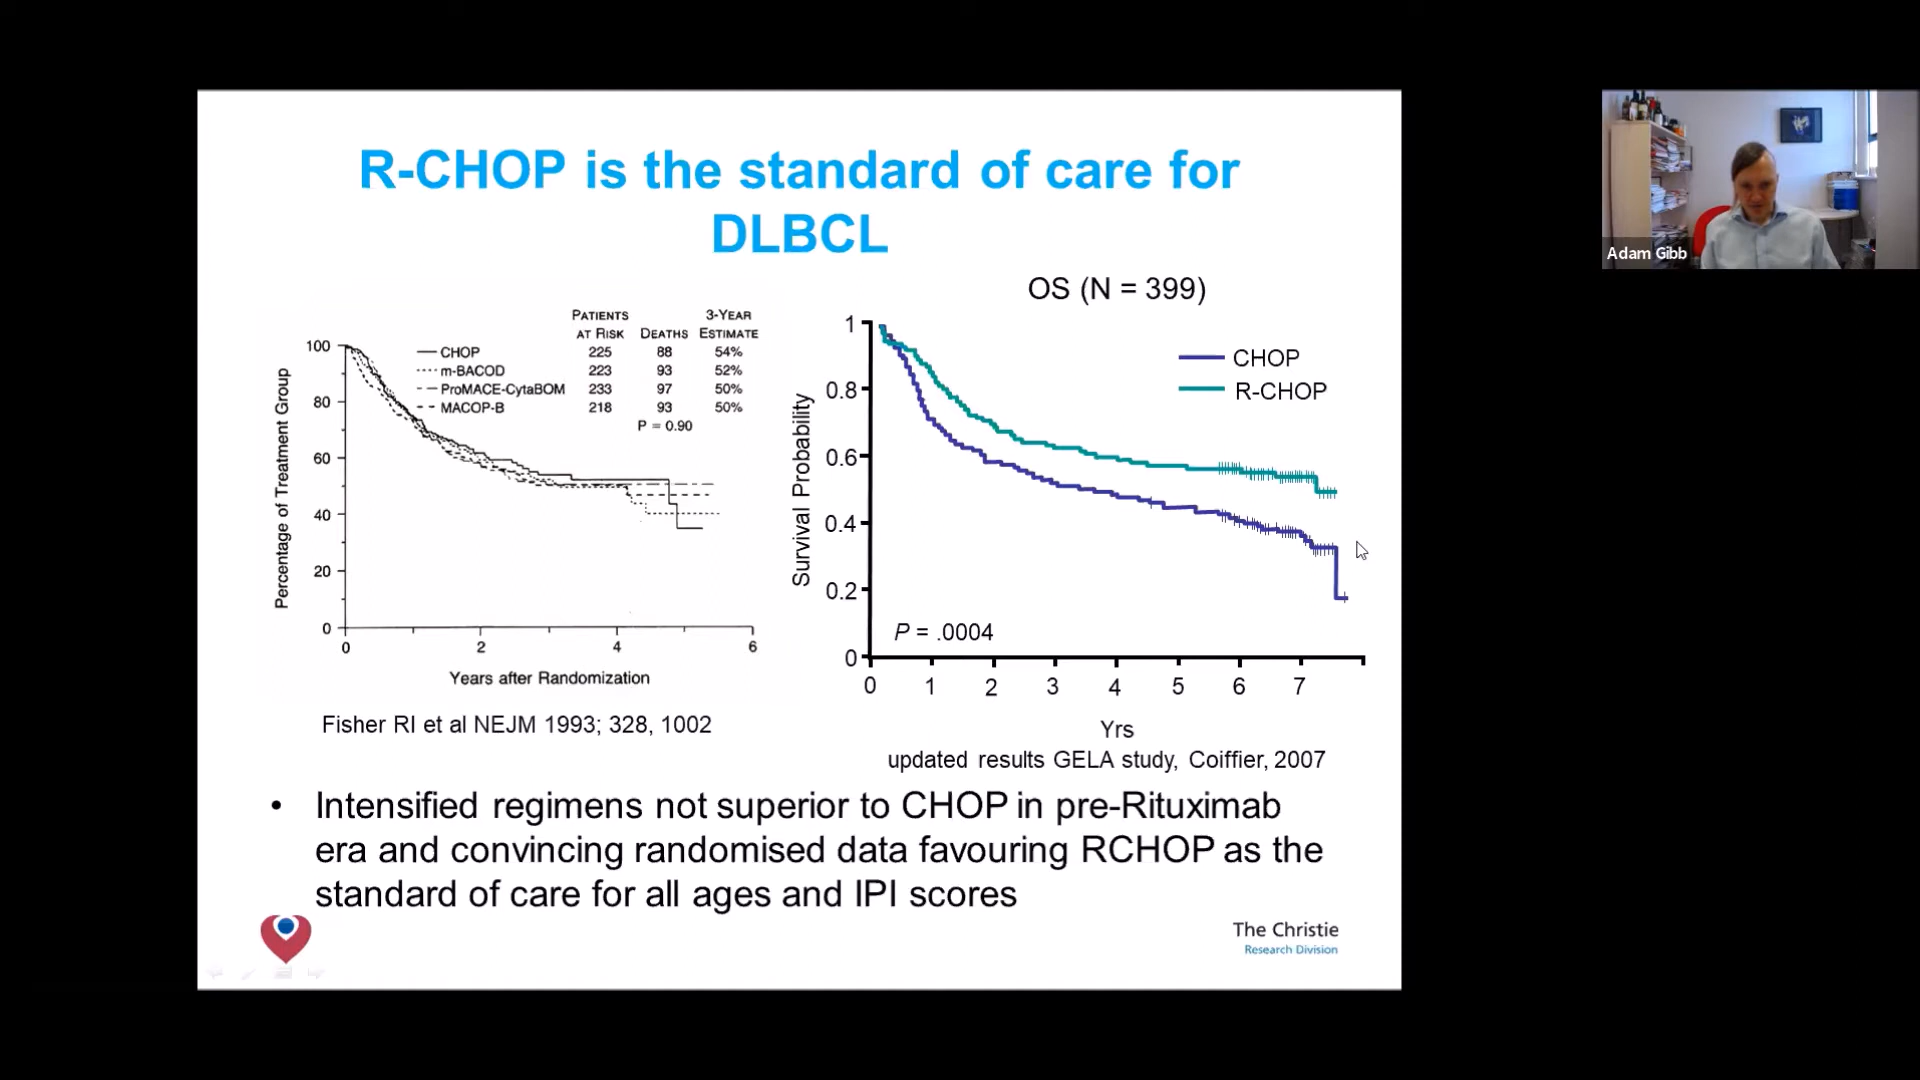 R-CHOP is the standard of care for
DLBCL
Adam Gibb
PATIENTS
AT RISK DEATHS
3-YEAR
ESTIMATE
CHOP 225 88 54%
m-BACOD 223 93 52%
ProMACE-CytaBOM 233 97 50%
MACOP-B 218 93 50%
P = 0.90
Percentage of Treatment Group
100
80
60
40
20
0
0 2 4 6
Years after Randomization
Fisher RI et al NEJM 1993; 328, 1002
OS (N = 399)
CHOP
R-CHOP
Survival Probability
1
0.8
0.6
0.4
0.2
0
P = .0004
0 1 2 3 4 5 6 7
Yrs
updated results GELA study, Coiffier, 2007
• Intensified regimens not superior to CHOP in pre-Rituximab
era and convincing randomised data favouring RCHOP as the
standard of care for all ages and IPI scores
The Christie
Research Division